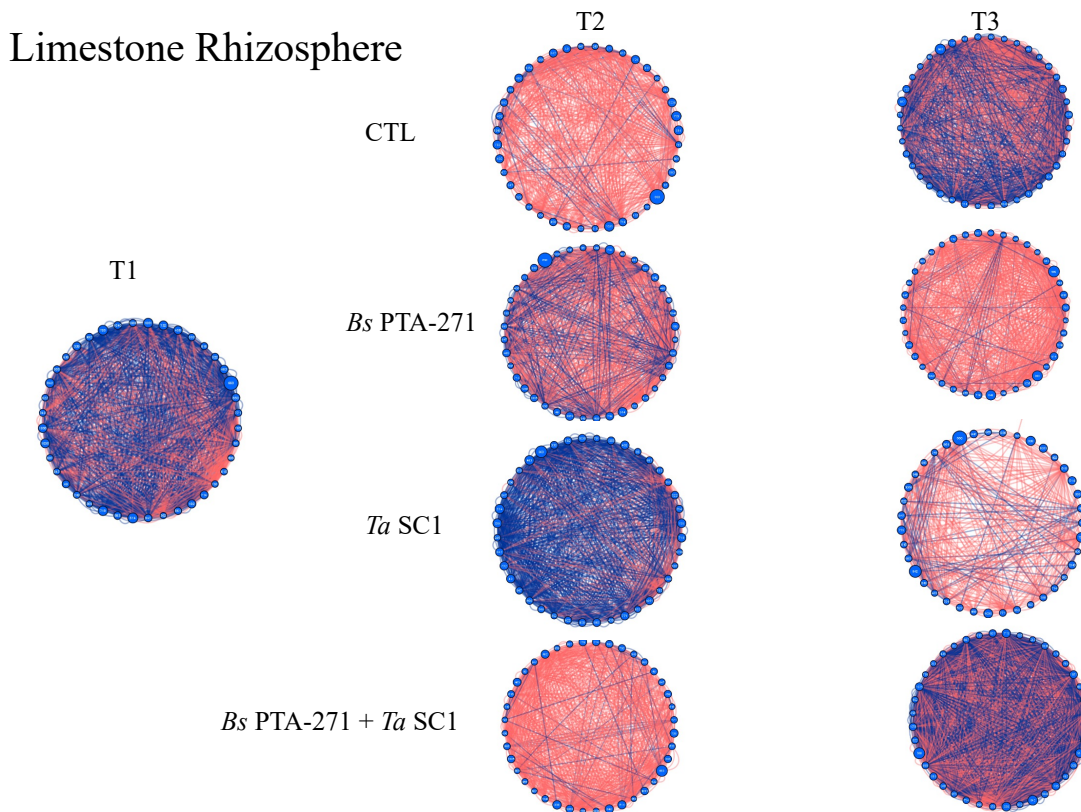 Limestone Rhizosphere
T2
T3
CTL
T1
Bs PTA-271
Ta SC1
Bs PTA-271 + Ta SC1